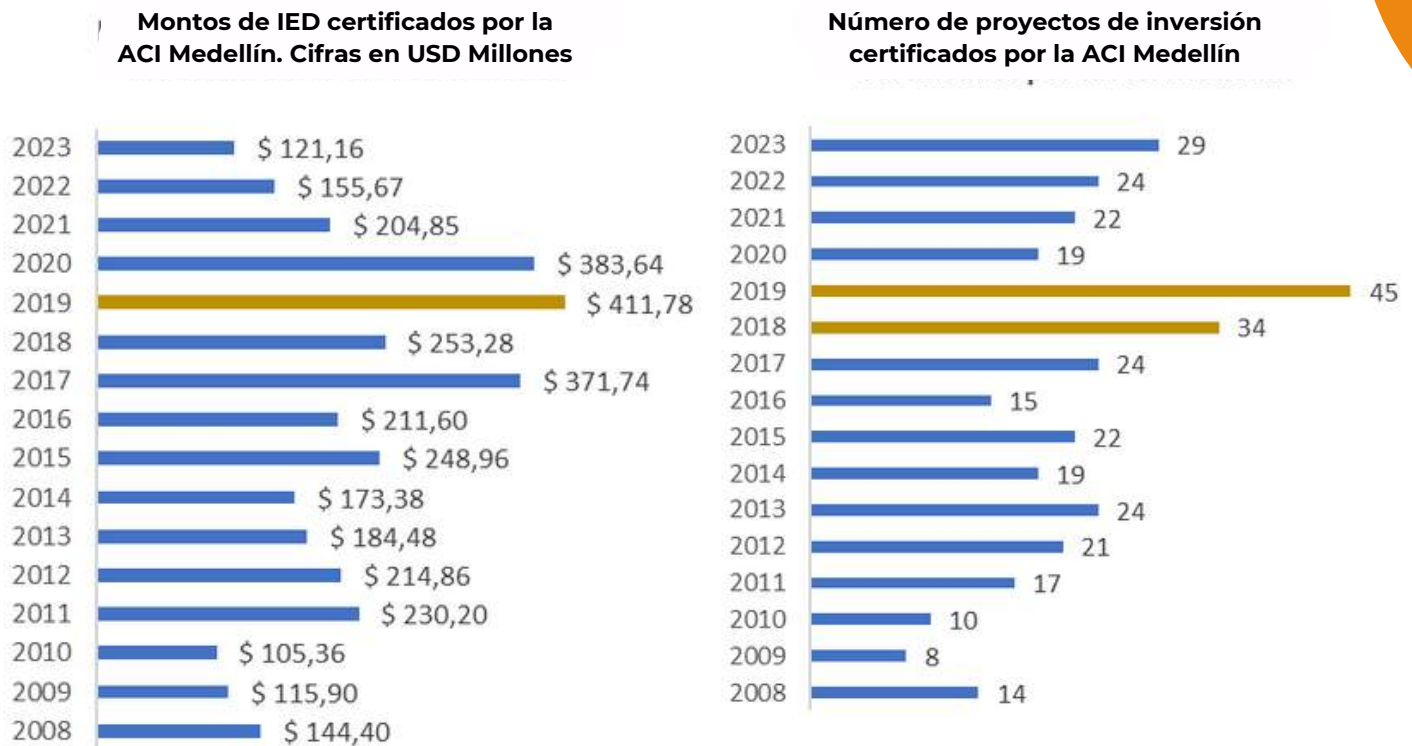 Montos de IED certificados por la
ACI Medellín. Cifras en USD Millones
2023 $ 121,16
2022 $ 155,67
2021 $ 204,85
2020 $ 383,64
2019 $ 411,78
2018 $ 253,28
2017 $ 371,74
2016 $ 211,60
2015 $ 248,96
2014 $ 173,38
2013 $ 184,48
2012 $ 214,86
2011 $ 230,20
2010 $ 105,36
2009 $ 115,90
2008 $ 144,40
Número de proyectos de inversión
certificados por la ACI Medellín
2023 29
2022 24
2021 22
2020 19
2019 45
2018 34
2017 24
2016 15
2015 22
2014 19
2013 24
2012 21
2011 17
2010 10
2009 8
2008 14